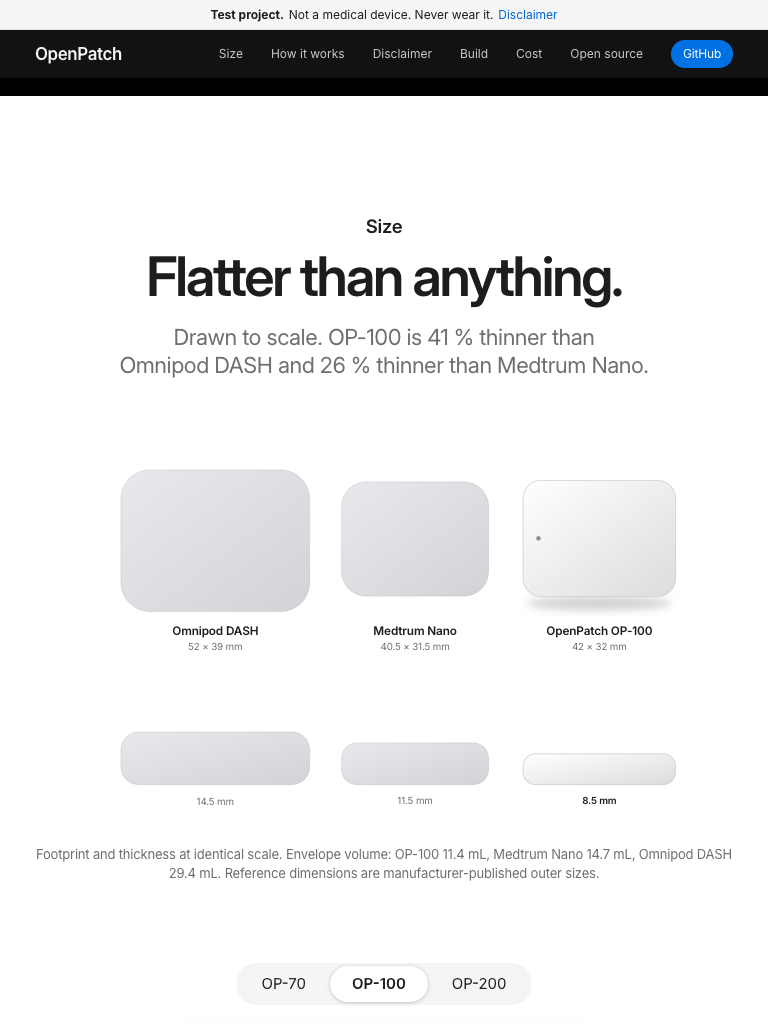 Test project. Not a medical device. Never wear it. Disclaimer
OpenPatch Size How it works Disclaimer Build Cost Open source GitHub
Size
Flatter than anything.
Drawn to scale. OP-100 is 41 % thinner than
Omnipod DASH and 26 % thinner than Medtrum Nano.
Omnipod DASH Medtrum Nano OpenPatch OP-100
52 × 39 mm 40.5 × 31.5 mm 42 × 32 mm
14.5 mm 11.5 mm 8.5 mm
Footprint and thickness at identical scale. Envelope volume: OP-100 11.4 mL, Medtrum Nano 14.7 mL, Omnipod DASH
29.4 mL. Reference dimensions are manufacturer-published outer sizes.
OP-70 OP-100 OP-200